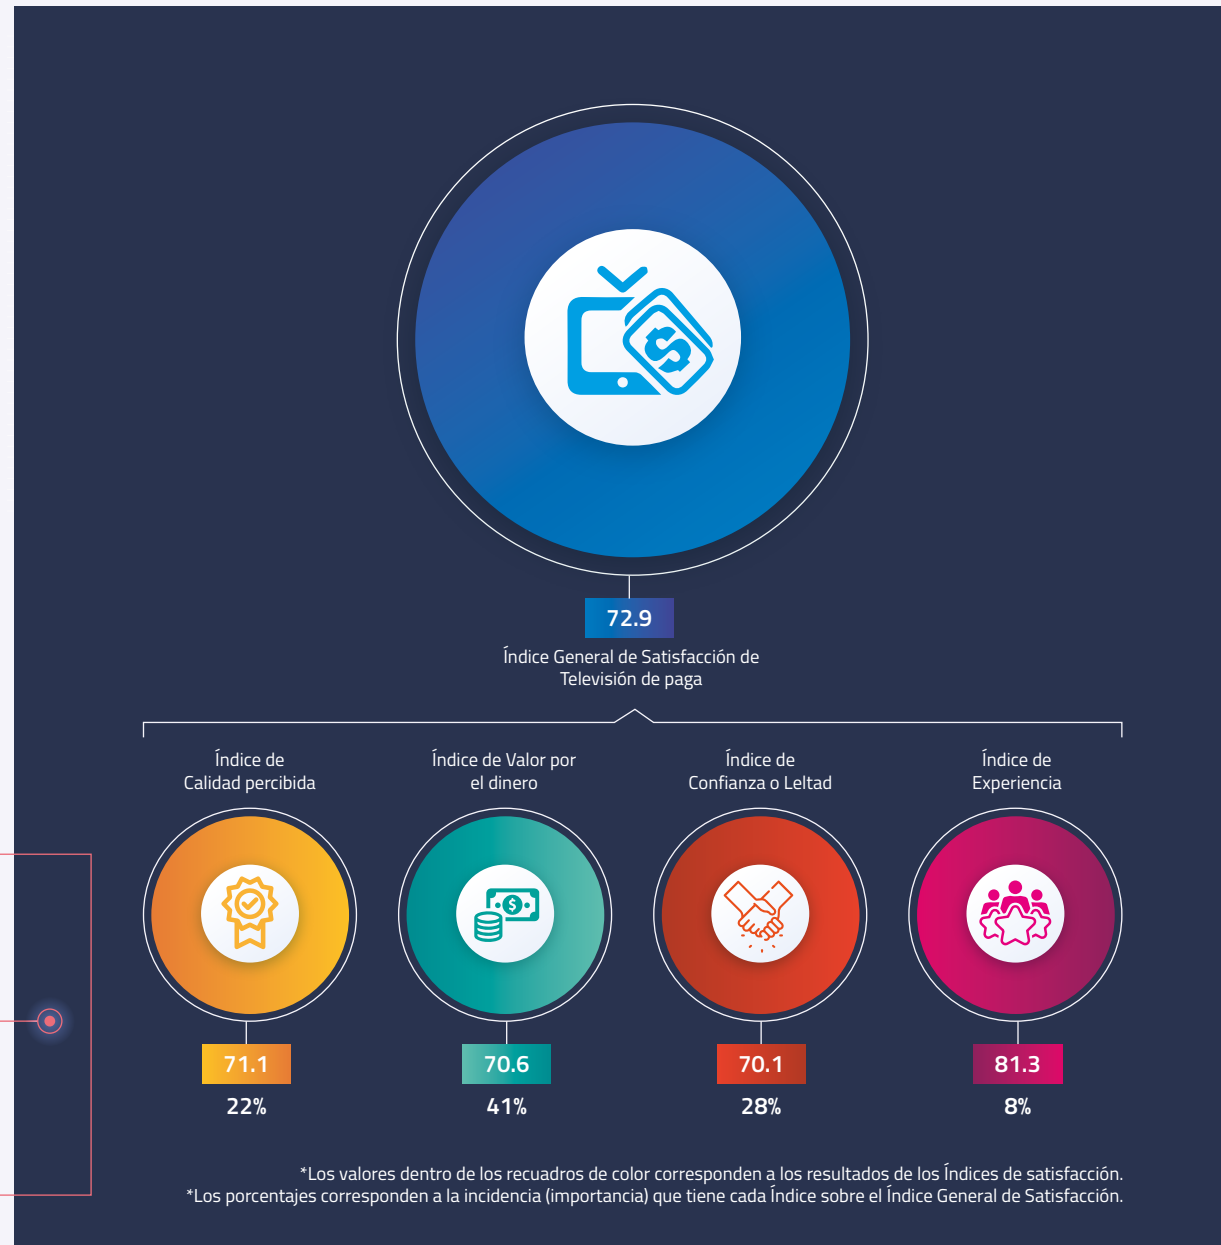 72.9
Índice General de Satisfacción de
Televisión de paga
Índice de
Calidad percibida
Índice de Valor por
el dinero
Índice de
Confianza o Leltad
Índice de
Experiencia
$
71.1
70.6
70.1
81.3
22%
41%
28%
8%
*Los valores dentro de los recuadros de color corresponden a los resultados de los Índices de satisfacción.
*Los porcentajes corresponden a la incidencia (importancia) que tiene cada Índice sobre el Índice General de Satisfacción.